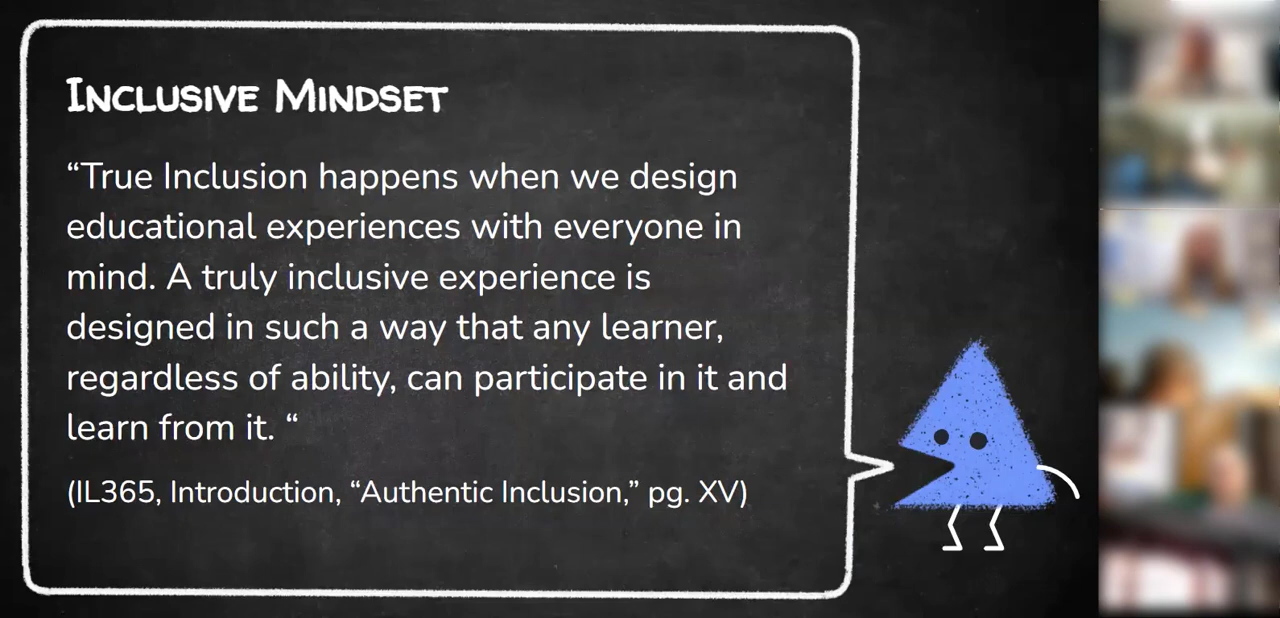 Inclusive Mindset
“True Inclusion happens when we design
educational experiences with everyone in
mind. A truly inclusive experience is
designed in such a way that any learner,
regardless of ability, can participate in it and
learn from it. “
(IL365, Introduction, “Authentic Inclusion,” pg. XV)